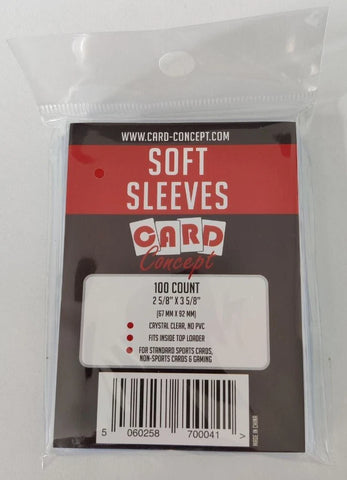 WWW.CARD-CONCEPT.COM
SOFT
SLEEVES
CARD
Concept
100 COUNT
2 5/8" X 3 5/8"
(67 MM X 92 MM)
CRYSTAL CLEAR, NO PVC
FITS INSIDE TOP LOADER
FOR STANDARD SPORTS CARDS,
NON-SPORTS CARDS & GAMING
5 060258 700041 >
MADE IN CHINA